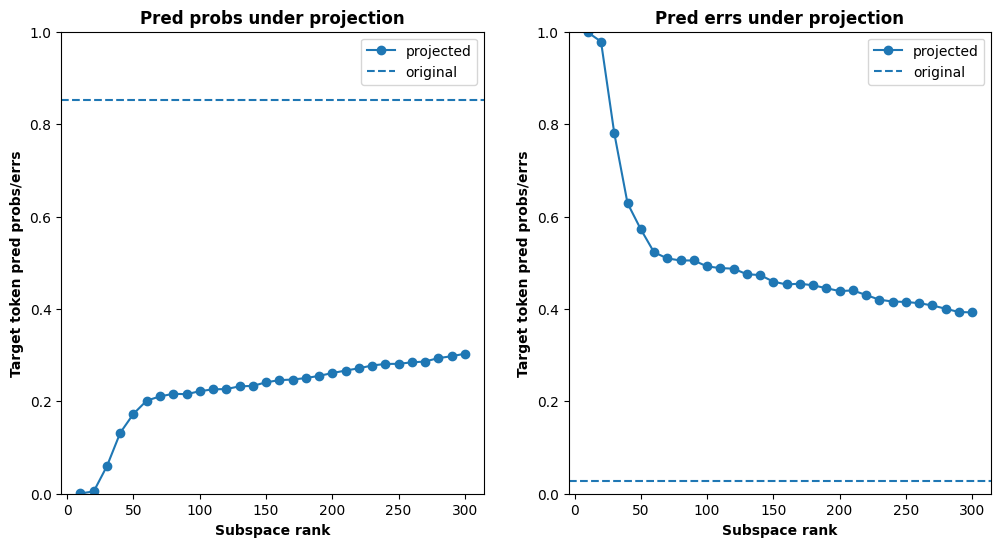 Pred probs under projection
Target token pred probs/errs
1.0
0.8
0.6
0.4
0.2
0.0
projected
original
0 50 100 150 200 250 300
Subspace rank
Pred errs under projection
Target token pred probs/errs
1.0
0.8
0.6
0.4
0.2
0.0
projected
original
0 50 100 150 200 250 300
Subspace rank